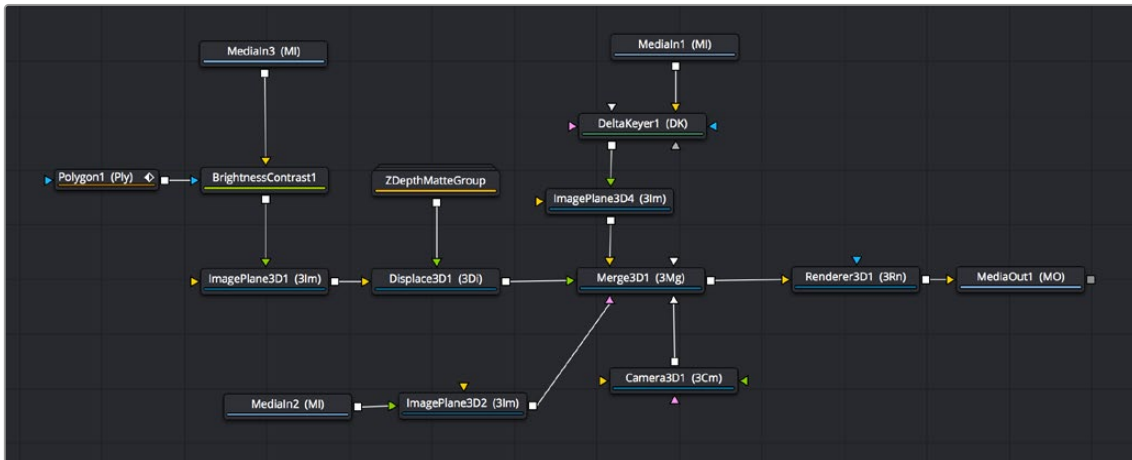 MediaIn3 (MI)
MediaIn1 (MI)
DeltaKeyer1 (DK)
Polygon1 (Ply)
BrightnessContrast1
ZDepthMatteGroup
ImagePlane3D4 (3Im)
ImagePlane3D1 (3Im)
Displace3D1 (3Di)
Merge3D1 (3Mg)
Renderer3D1 (3Rn)
MediaOut1 (MO)
Camera3D1 (3Cm)
MediaIn2 (MI)
ImagePlane3D2 (3Im)